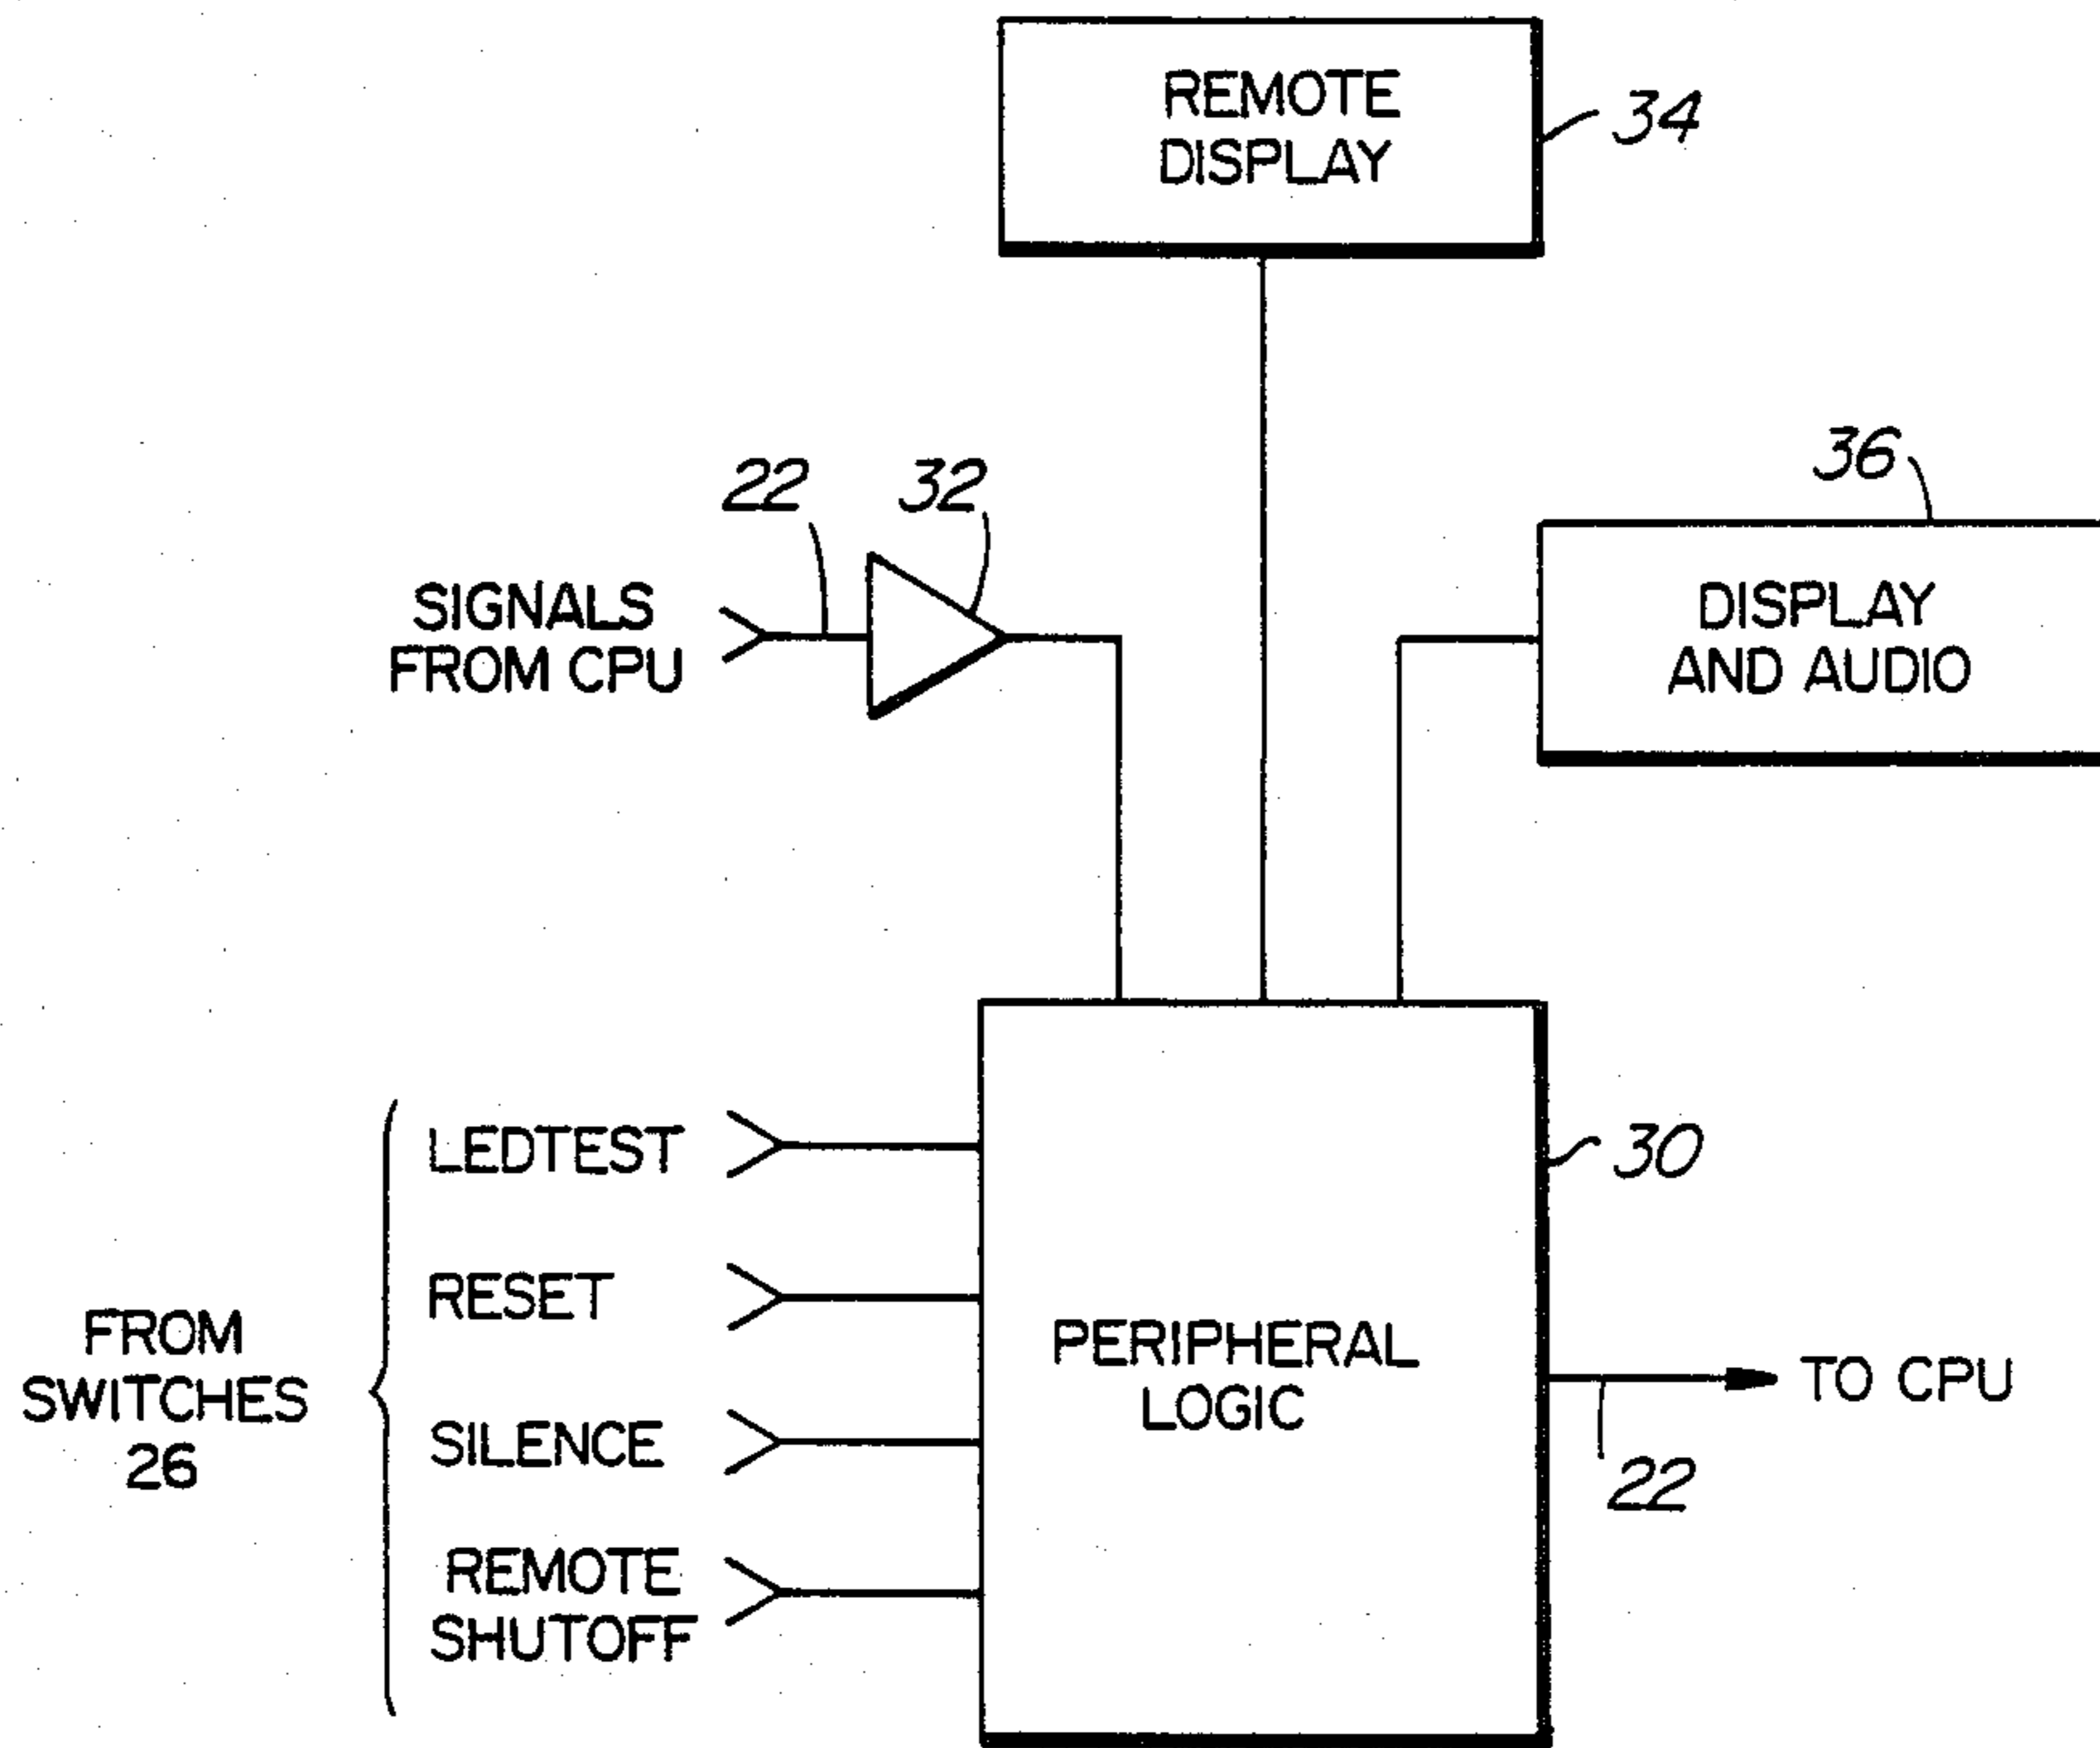 REMOTE
DISPLAY
34
36
22
32
SIGNALS
FROM CPU
DISPLAY
AND AUDIO
LEDTEST
30
RESET
FROM
SWITCHES
26
PERIPHERAL
LOGIC
TO CPU
SILENCE
22
REMOTE
SHUTOFF